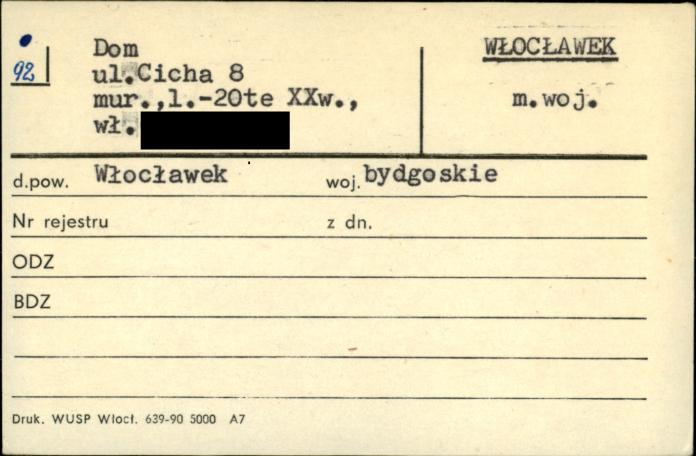 92
Dom
ul.Cicha 8
mur.,l.-20te XXw.,
wł.
WŁOCŁAWEK
m.woj.
d.pow. Włocławek woj. bydgoskie
Nr rejestru z dn.
ODZ
BDZ
Druk. WUSP Włocł. 639-90 5000 A7